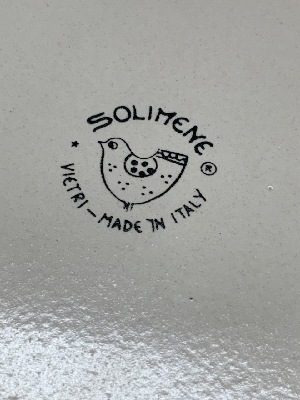 SOLIMENE
VIETRI - MADE IN ITALY